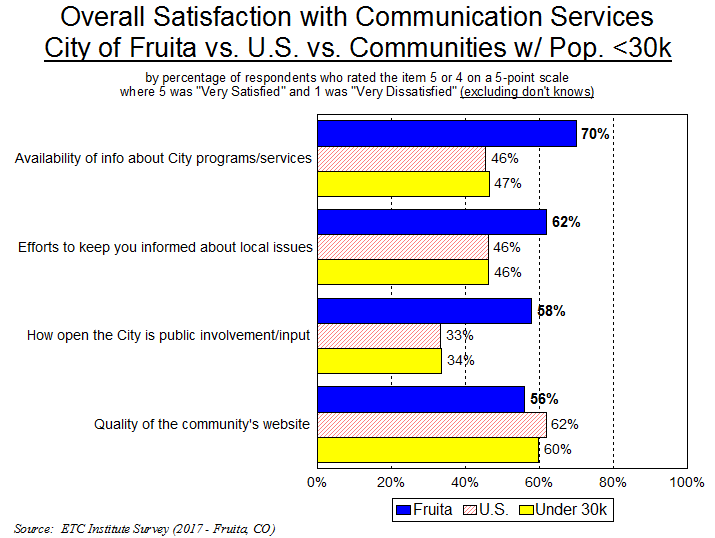 Overall Satisfaction with Communication Services
City of Fruita vs. U.S. vs. Communities w/ Pop. <30k
by percentage of respondents who rated the item 5 or 4 on a 5-point scale
where 5 was "Very Satisfied" and 1 was "Very Dissatisfied" (excluding don't knows)
Availability of info about City programs/services
70%
46%
47%
Efforts to keep you informed about local issues
62%
46%
46%
How open the City is public involvement/input
58%
33%
34%
Quality of the community's website
56%
62%
60%
0% 20% 40% 60% 80% 100%
Fruita U.S. Under 30k
Source: ETC Institute Survey (2017 - Fruita, CO)